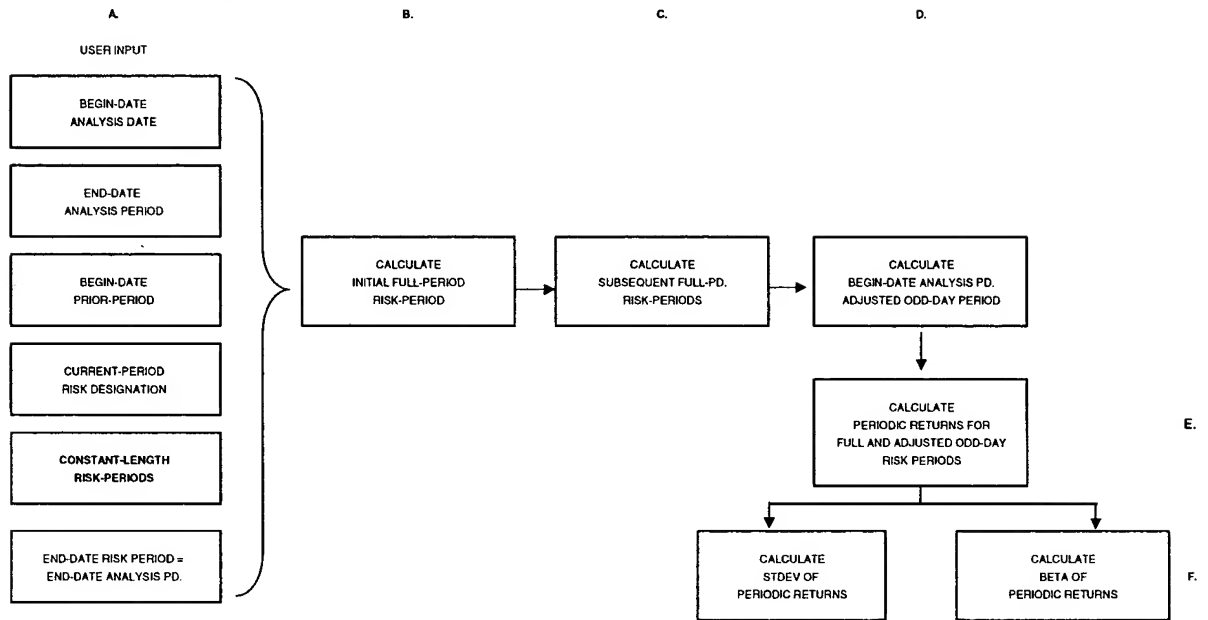 A.
B.
C.
D.
USER INPUT
BEGIN-DATE
ANALYSIS DATE
END-DATE
ANALYSIS PERIOD
BEGIN-DATE
PRIOR-PERIOD
CURRENT-PERIOD
RISK DESIGNATION
CONSTANT-LENGTH
RISK-PERIODS
END-DATE RISK PERIOD =
END-DATE ANALYSIS PD.
CALCULATE
INITIAL FULL-PERIOD
RISK-PERIOD
CALCULATE
SUBSEQUENT FULL-PD.
RISK-PERIODS
CALCULATE
BEGIN-DATE ANALYSIS PD.
ADJUSTED ODD-DAY PERIOD
CALCULATE
PERIODIC RETURNS FOR
FULL AND ADJUSTED ODD-DAY
RISK PERIODS
E.
CALCULATE
STDEV OF
PERIODIC RETURNS
CALCULATE
BETA OF
PERIODIC RETURNS
F.